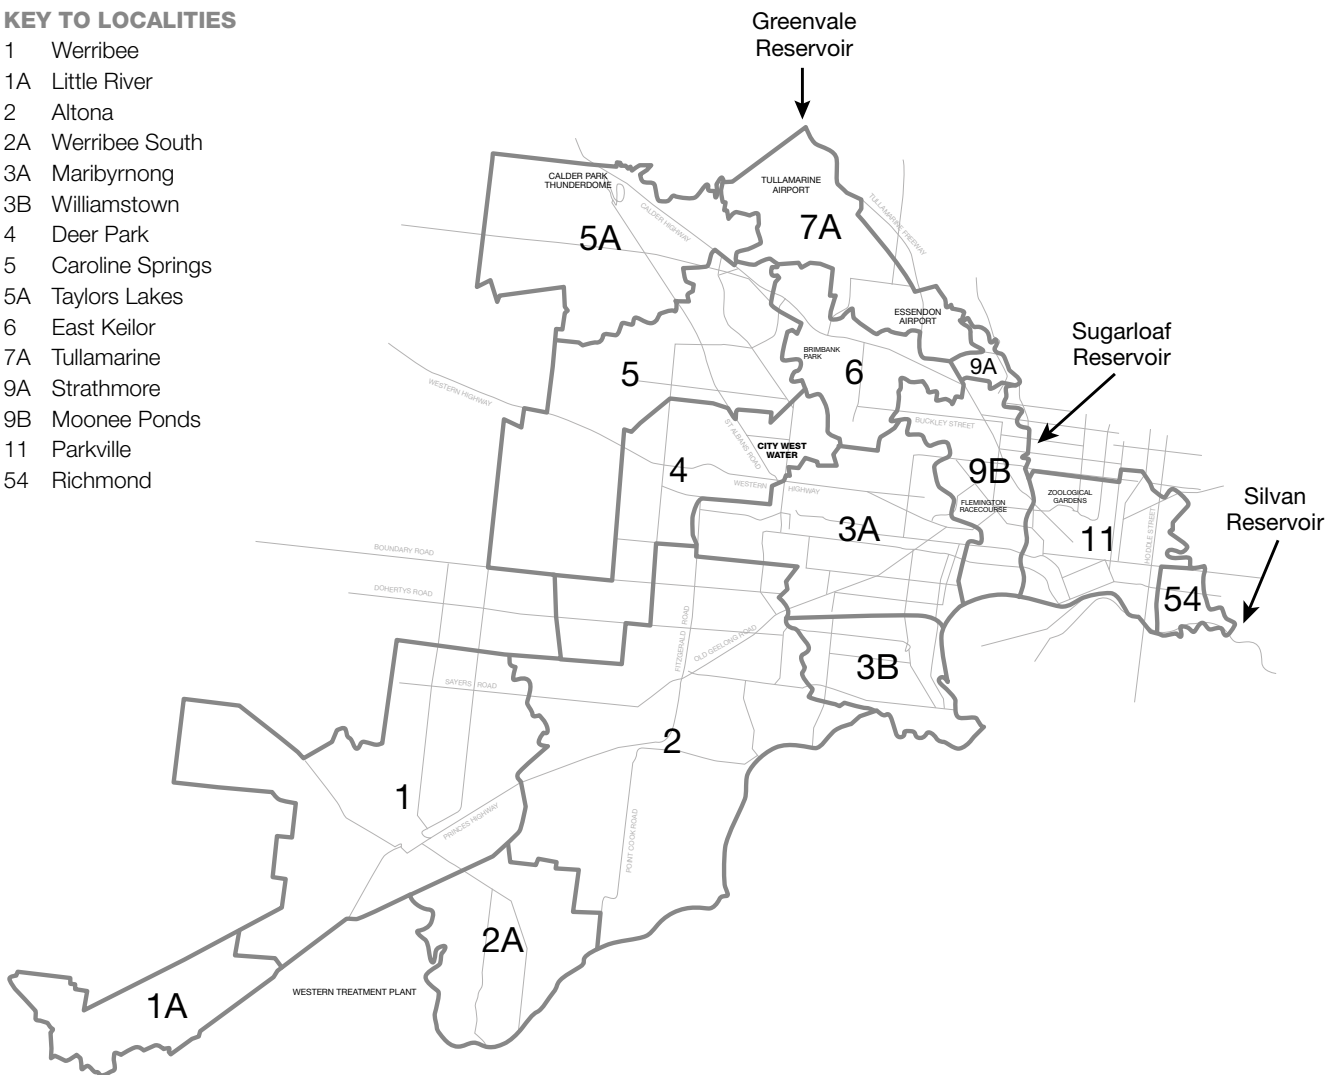 KEY TO LOCALITIES
1 Werribee
1A Little River
2 Altona
2A Werribee South
3A Maribyrnong
3B Williamstown
4 Deer Park
5 Caroline Springs
5A Taylors Lakes
6 East Keilor
7A Tullamarine
9A Strathmore
9B Moonee Ponds
11 Parkville
54 Richmond
Greenvale
Reservoir
CALDER PARK
THUNDERDOME
TULLAMARINE
AIRPORT
CALDER HIGHWAY
TULLAMARINE FREEWAY
5A
7A
ESSENDON
AIRPORT
Sugarloaf
Reservoir
BRIMBANK
PARK
5
6
9A
WESTERN HIGHWAY
BUCKLEY STREET
ST ALBANS ROAD
CITY WEST
WATER
4
9B
WESTERN HIGHWAY
FLEMINGTON
RACECOURSE
ZOOLOGICAL
GARDENS
Silvan
Reservoir
3A
11
HODDLE STREET
BOUNDARY ROAD
DOHERTYS ROAD
54
FITZGERALD ROAD
OLD GEELONG ROAD
3B
SAYERS ROAD
2
1
PRINCES HIGHWAY
POINT COOK ROAD
2A
WESTERN TREATMENT PLANT
1A